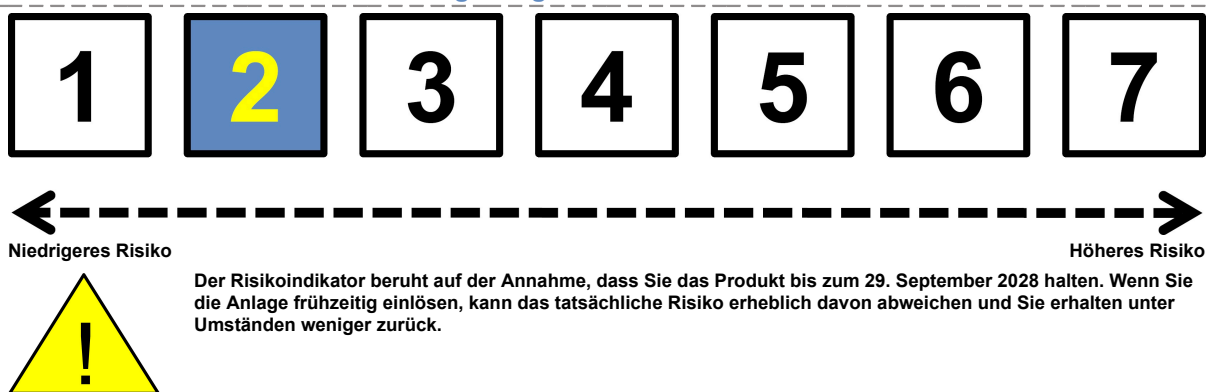 1 2 3 4 5 6 7
Niedrigeres Risiko Höheres Risiko
Der Risikoindikator beruht auf der Annahme, dass Sie das Produkt bis zum 29. September 2028 halten. Wenn Sie
die Anlage frühzeitig einlösen, kann das tatsächliche Risiko erheblich davon abweichen und Sie erhalten unter
Umständen weniger zurück.
!